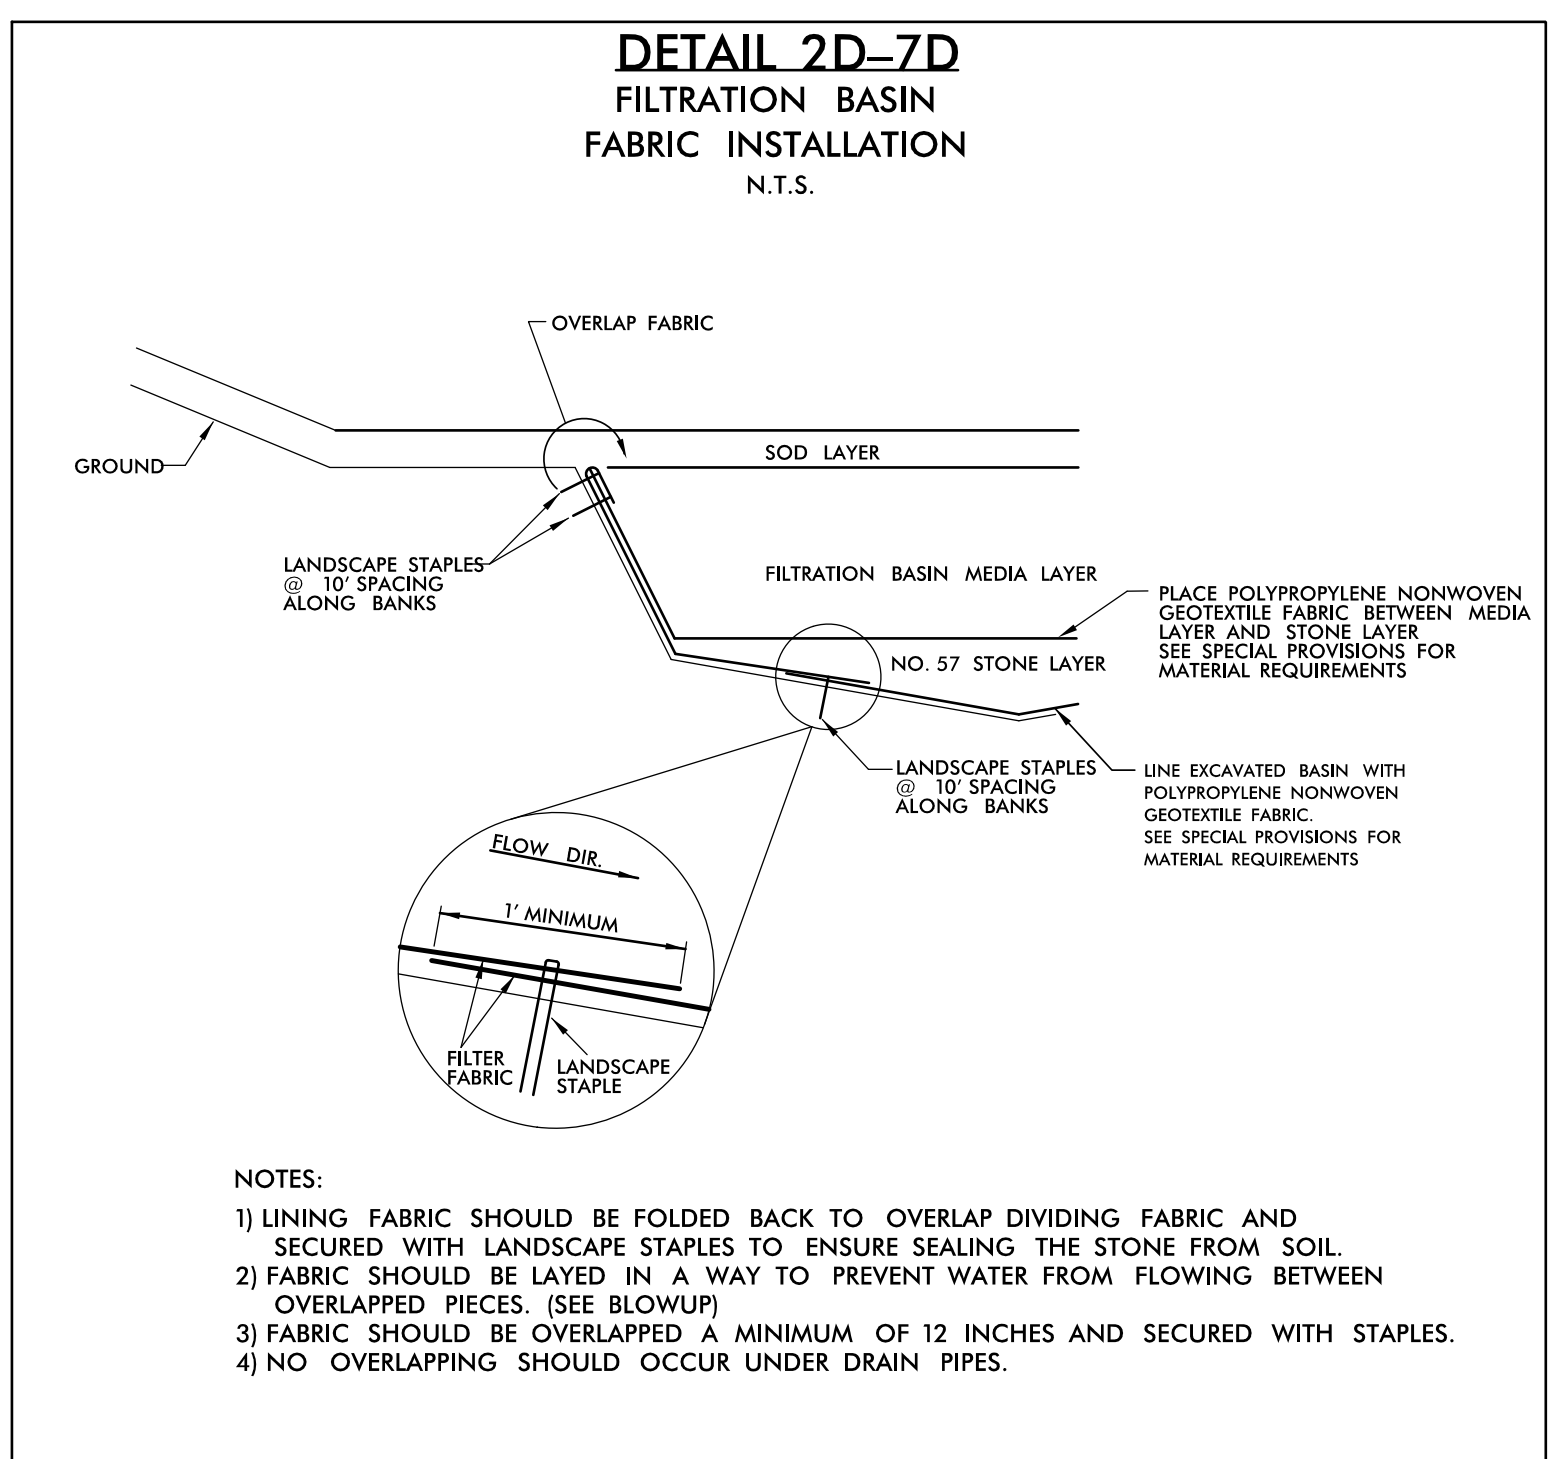 DETAIL 2D–7D
FILTRATION BASIN
FABRIC INSTALLATION
N.T.S.
OVERLAP FABRIC
SOD LAYER
GROUND
LANDSCAPE STAPLES
@ 10' SPACING
ALONG BANKS
FILTRATION BASIN MEDIA LAYER
PLACE POLYPROPYLENE NONWOVEN
GEOTEXTILE FABRIC BETWEEN MEDIA
LAYER AND STONE LAYER
SEE SPECIAL PROVISIONS FOR
MATERIAL REQUIREMENTS
NO. 57 STONE LAYER
LANDSCAPE STAPLES
@ 10' SPACING
ALONG BANKS
LINE EXCAVATED BASIN WITH
POLYPROPYLENE NONWOVEN
GEOTEXTILE FABRIC.
SEE SPECIAL PROVISIONS FOR
MATERIAL REQUIREMENTS
FLOW DIR.
1' MINIMUM
FILTER
FABRIC
LANDSCAPE
STAPLE
NOTES:
1) LINING FABRIC SHOULD BE FOLDED BACK TO OVERLAP DIVIDING FABRIC AND
SECURED WITH LANDSCAPE STAPLES TO ENSURE SEALING THE STONE FROM SOIL.
2) FABRIC SHOULD BE LAYED IN A WAY TO PREVENT WATER FROM FLOWING BETWEEN
OVERLAPPED PIECES. (SEE BLOWUP)
3) FABRIC SHOULD BE OVERLAPPED A MINIMUM OF 12 INCHES AND SECURED WITH STAPLES.
4) NO OVERLAPPING SHOULD OCCUR UNDER DRAIN PIPES.